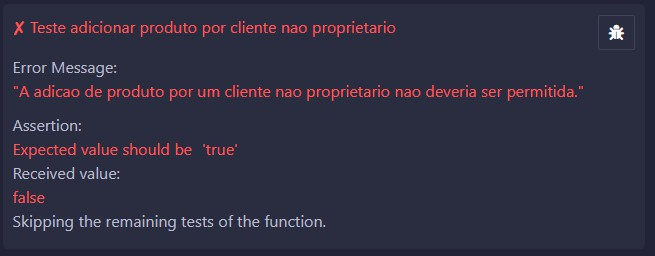 ✘ Teste adicionar produto por cliente nao proprietario
Error Message:
"A adicao de produto por um cliente nao proprietario nao deveria ser permitida."
Assertion:
Expected value should be 'true'
Received value:
false
Skipping the remaining tests of the function.